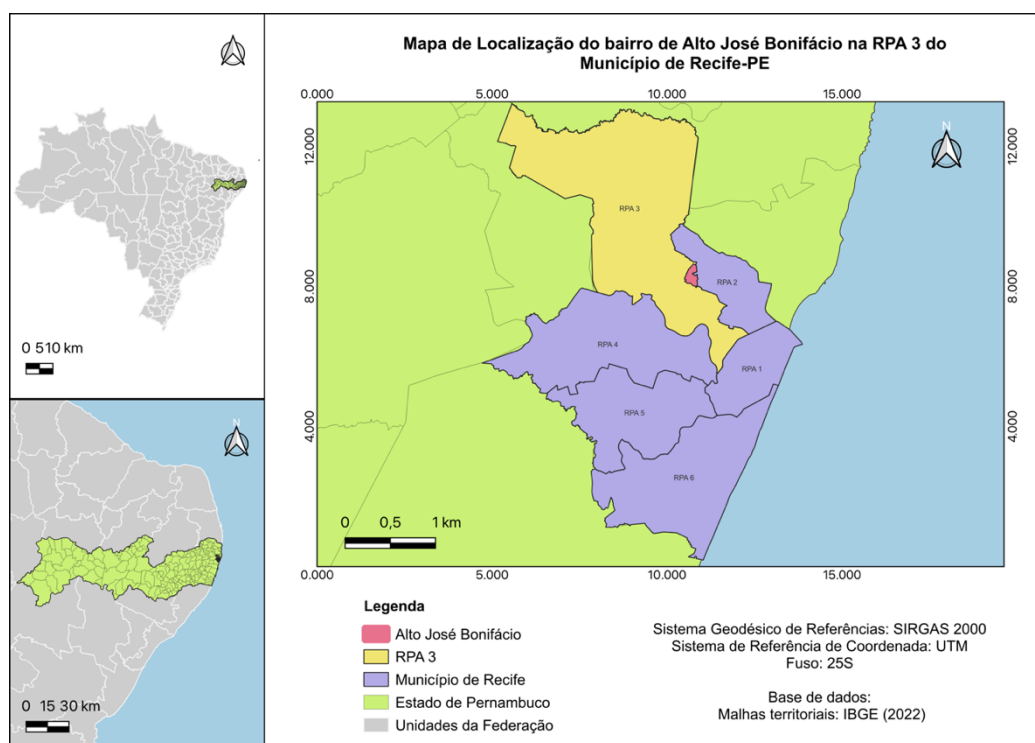 N
0 510 km
N
0 15 30 km
Mapa de Localização do bairro de Alto José Bonifácio na RPA 3 do
Município de Recife-PE
0.000 5.000 10.000 15.000
12.000 12.000
8.000 8.000
4.000 4.000
N
RPA 3
RPA 2
RPA 4
RPA 1
RPA 5
RPA 6
0 0,5 1 km
0.000 5.000 10.000 15.000
Legenda
Alto José Bonifácio
RPA 3
Município de Recife
Estado de Pernambuco
Unidades da Federação
Sistema Geodésico de Referências: SIRGAS 2000
Sistema de Referência de Coordenada: UTM
Fuso: 25S
Base de dados:
Malhas territoriais: IBGE (2022)